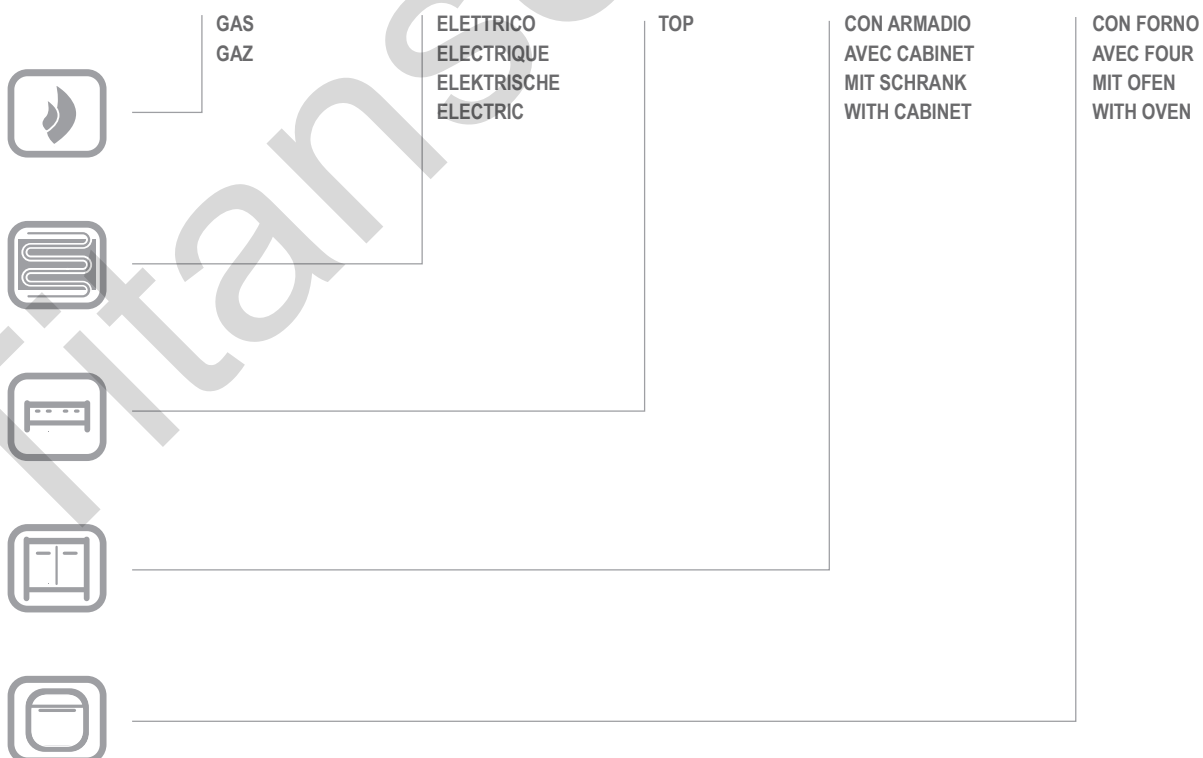 GAS
GAZ
ELETTRICO
ELECTRIQUE
ELEKTRISCHE
ELECTRIC
TOP
CON ARMADIO
AVEC CABINET
MIT SCHRANK
WITH CABINET
CON FORNO
AVEC FOUR
MIT OFEN
WITH OVEN